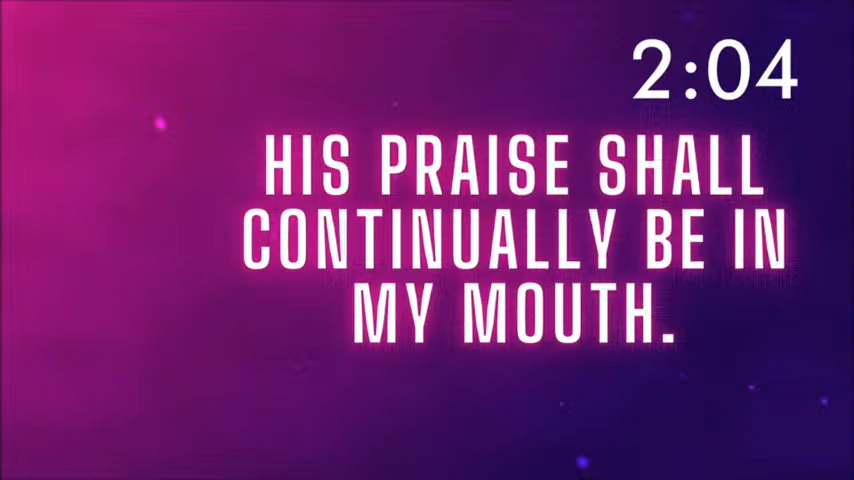 2:04
HIS PRAISE SHALL
CONTINUALLY BE IN
MY MOUTH.